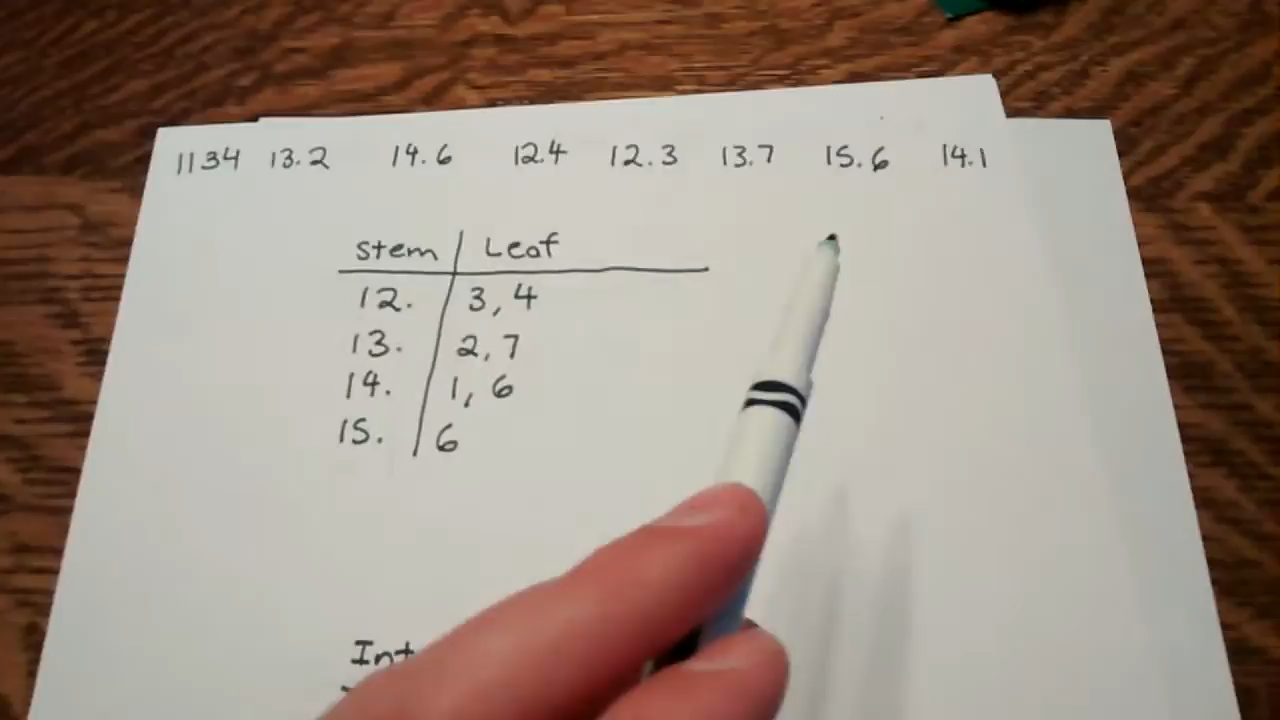 1134 13.2 14.6 12.4 12.3 13.7 15.6 14.1
Stem Leaf
12. 3, 4
13. 2, 7
14. 1, 6
15. 6
Int